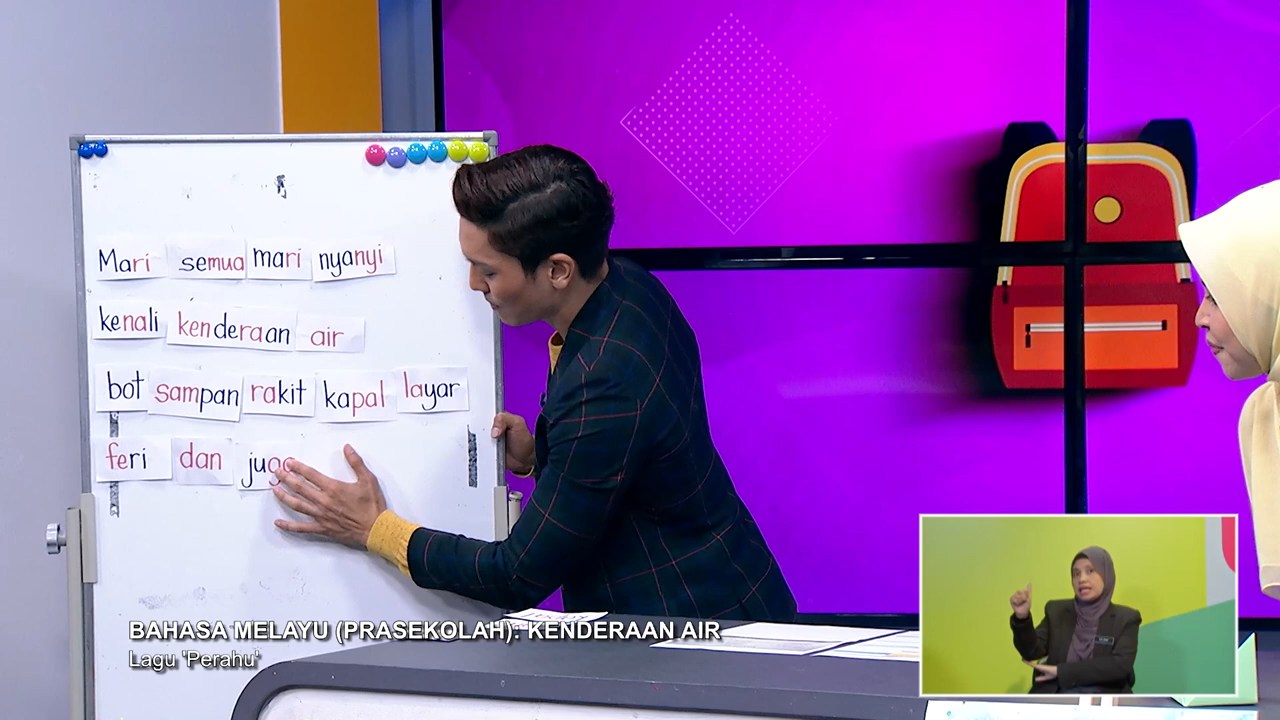 Mari semua mari nyanyi
kenali kenderaan air
bot sampan rakit kapal layar
feri dan juga
BAHASA MELAYU (PRASEKOLAH): KENDERAAN AIR
Lagu 'Perahu'